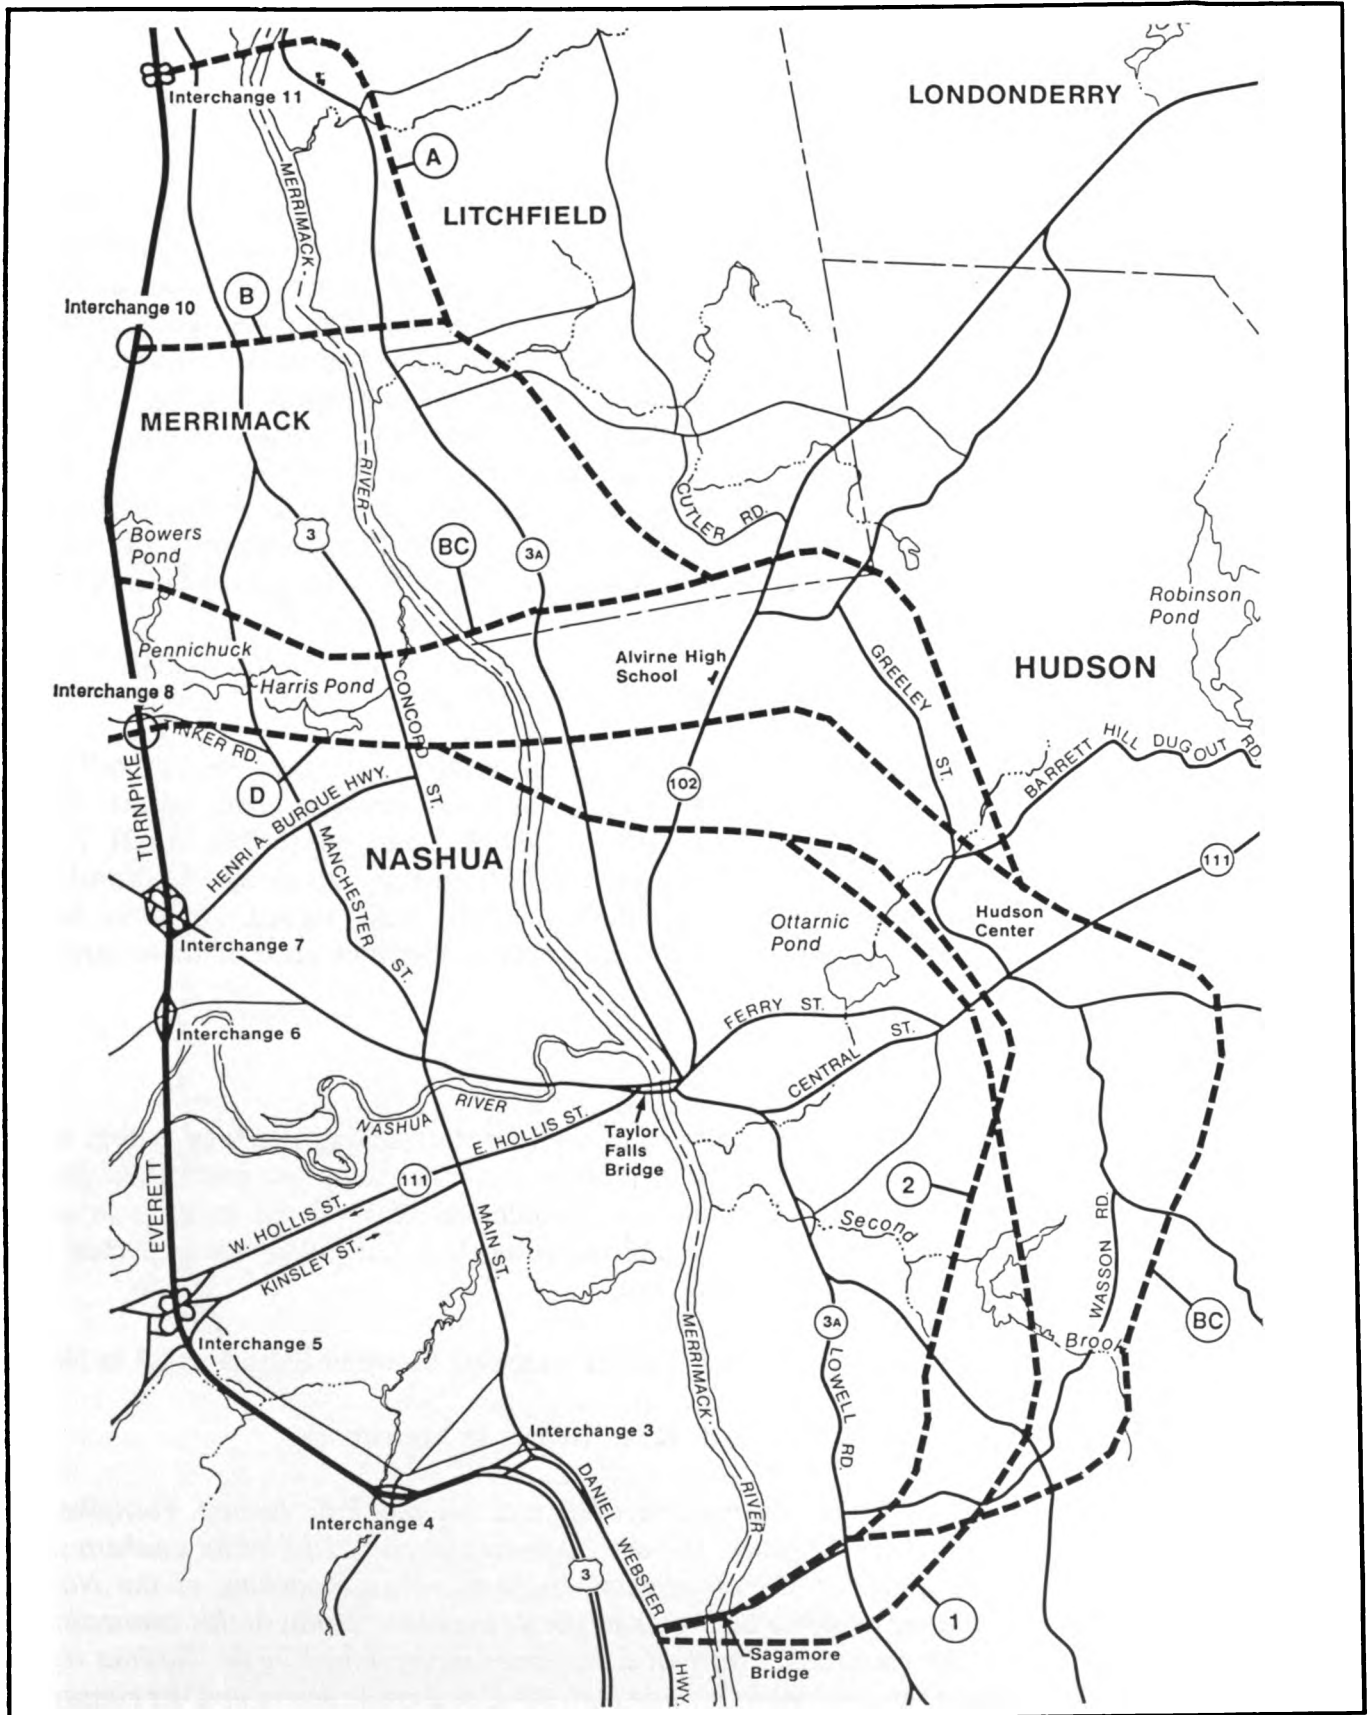 LONDONDERRY
Interchange 11
A
MERRIMACK
LITCHFIELD
B
Interchange 10
MERRIMACK
RIVER
CUTLER RD.
3
BC
3A
Bowers
Pond
Robinson
Pond
Pennichuck
Alvirne High
School
GREELEY ST.
HUDSON
Interchange 8
Harris Pond
CONCORD ST.
TINKER RD.
BARRETT HILL DUGOUT RD.
D
102
HENRI A. BURQUE HWY.
TURNPIKE
MANCHESTER ST.
NASHUA
111
Hudson
Center
Ottarnic
Pond
Interchange 7
FERRY ST.
Interchange 6
CENTRAL ST.
NASHUA RIVER
E. HOLLIS ST.
Taylor
Falls
Bridge
111
2
EVERETT
W. HOLLIS ST.
KINSLEY ST.
MAIN ST.
Second
WASSON RD.
3A
BC
Brook
Interchange 5
MERRIMACK
LOWELL RD.
Interchange 3
DANIEL WEBSTER HWY.
RIVER
Interchange 4
3
1
Sagamore
Bridge